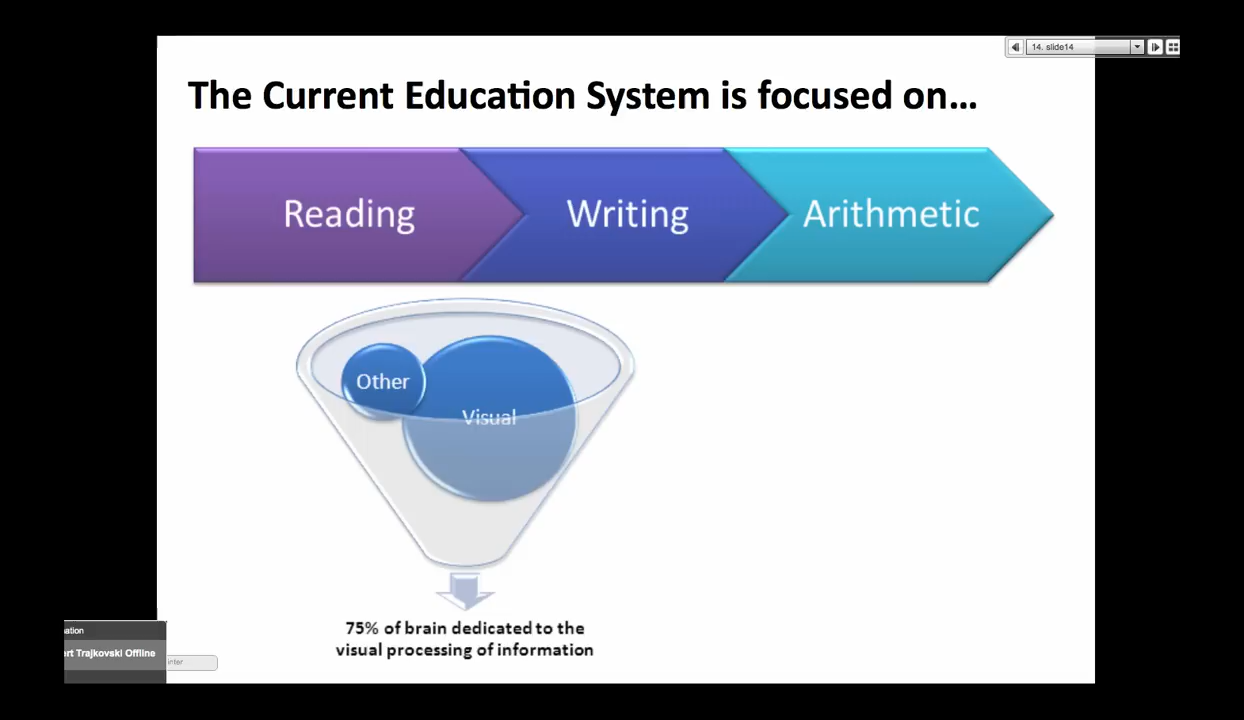 14. slide14
The Current Education System is focused on...
Reading
Writing
Arithmetic
Other
Visual
75% of brain dedicated to the
visual processing of information
Trajkovski Offline